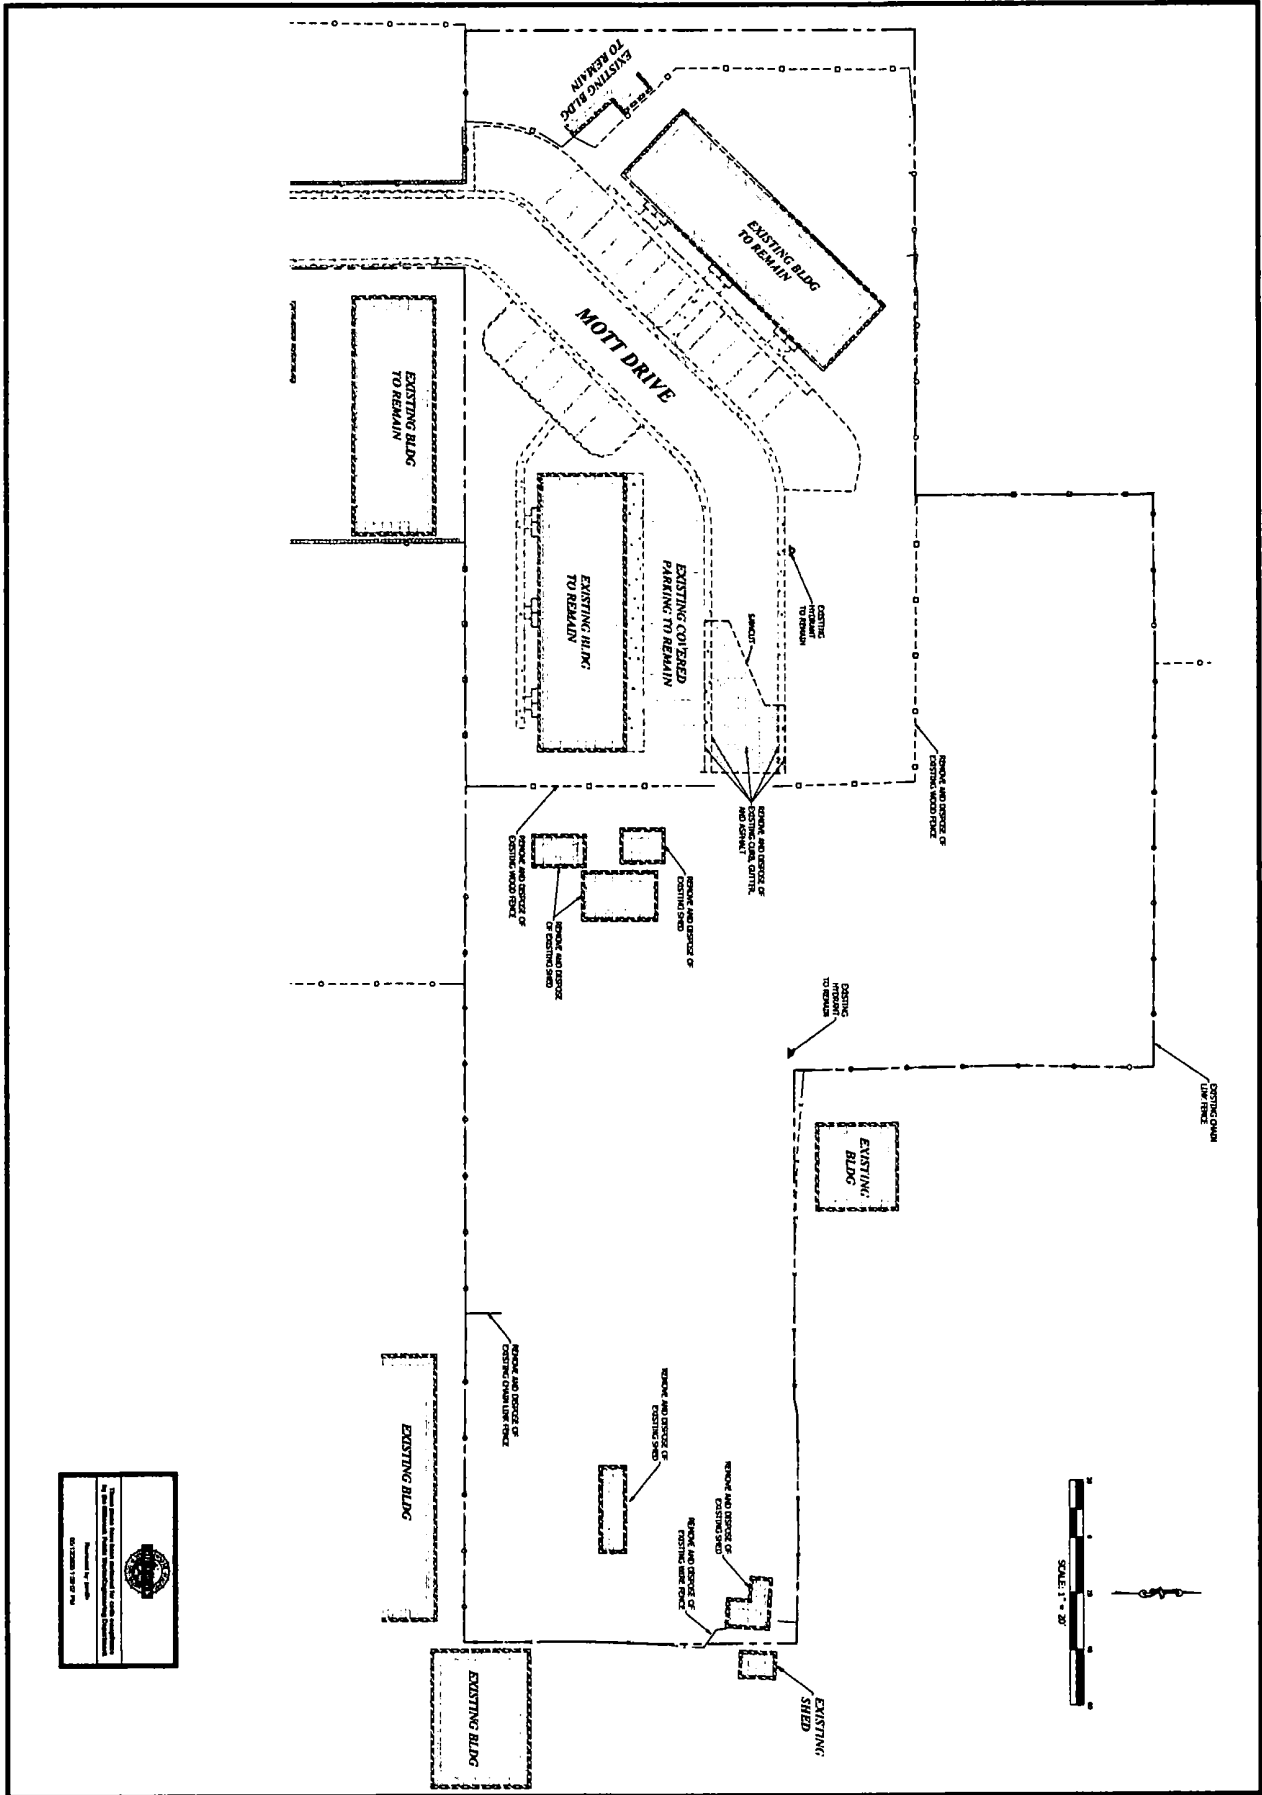 EXISTING BLDG
TO REMAIN
EXISTING BLDG
TO REMAIN
MOTT DRIVE
EXISTING BLDG
TO REMAIN
EXISTING BLDG
TO REMAIN
EXISTING COVERED
PARKING TO REMAIN
SAWCUT
EXISTING
HYDRANT
TO REMAIN
REMOVE AND DISPOSE OF
EXISTING WOOD FENCE
REMOVE AND DISPOSE OF
EXISTING CURB, GUTTER,
AND ASPHALT
REMOVE AND DISPOSE OF
EXISTING WOOD FENCE
REMOVE AND DISPOSE OF
EXISTING SHED
REMOVE AND DISPOSE
OF EXISTING SHED
EXISTING
HYDRANT
TO REMAIN
EXISTING CHAIN
LINK FENCE
EXISTING
BLDG
REMOVE AND DISPOSE OF
EXISTING CHAIN LINK FENCE
REMOVE AND DISPOSE OF
EXISTING SHED
REMOVE AND DISPOSE OF
EXISTING SHED
REMOVE AND DISPOSE OF
EXISTING WIRE FENCE
EXISTING BLDG
EXISTING BLDG
EXISTING
SHED
SCALE: 1" = 20'